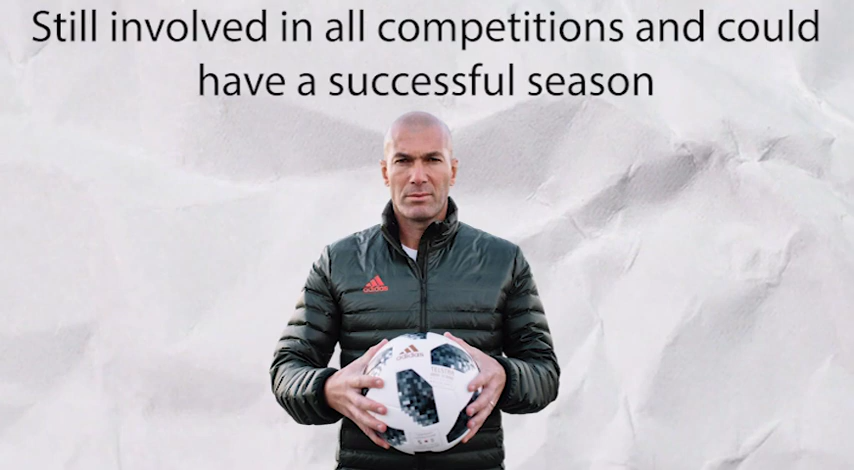 Still involved in all competitions and could
have a successful season
adidas
adidas